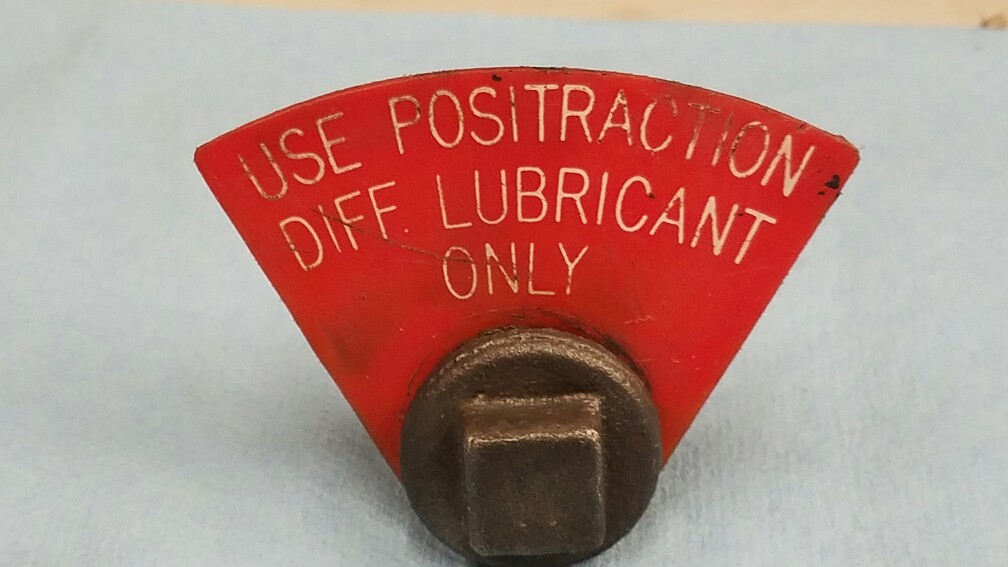 USE POSITRACTION
DIFF. LUBRICANT
ONLY